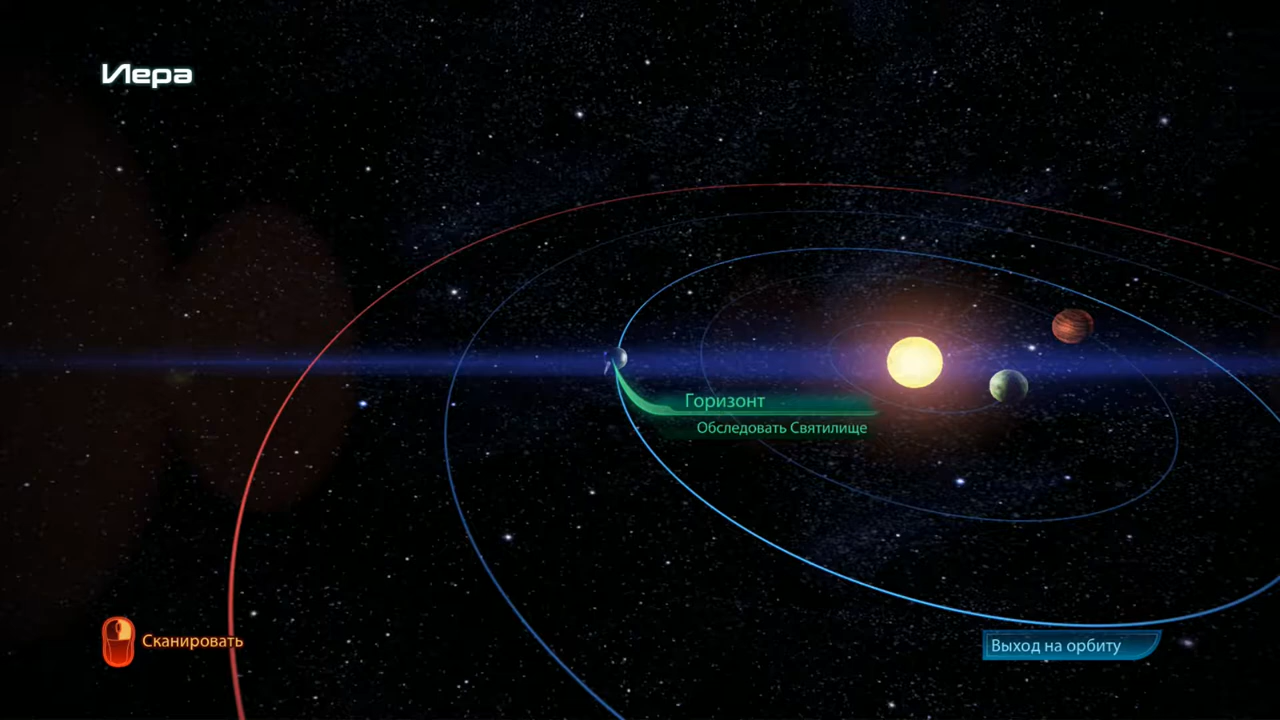 Иера
Горизонт
Обследовать Святилище
Сканировать
Выход на орбиту